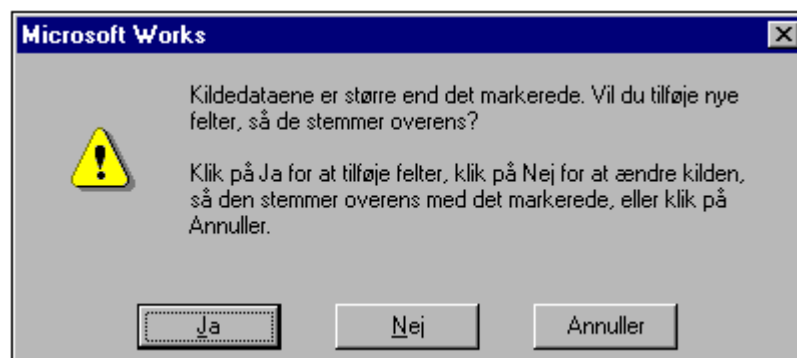 Microsoft Works
Kildedataene er større end det markerede. Vil du tilføje nye
felter, så de stemmer overens?
Klik på Ja for at tilføje felter, klik på Nej for at ændre kilden,
så den stemmer overens med det markerede, eller klik på
Annuller.
Ja Nej Annuller